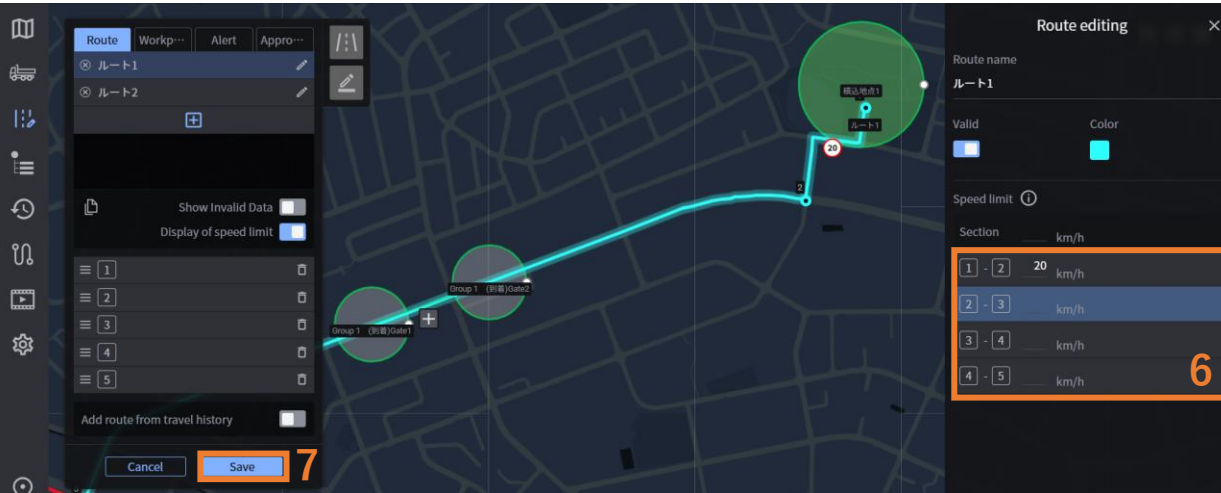 Route Workp… Alert Appro…
ルート1
ルート2
Show Invalid Data
Display of speed limit
1
2
3
4
5
Add route from travel history
Cancel Save 7
積込地点1
ルート1
20
2
Group 1 (到着)Gate2
Group 1 (到着)Gate1
Route editing
Route name
ルート1
Valid Color
Speed limit
Section km/h
1 - 2 20 km/h
2 - 3 km/h
3 - 4 km/h
4 - 5 km/h
6